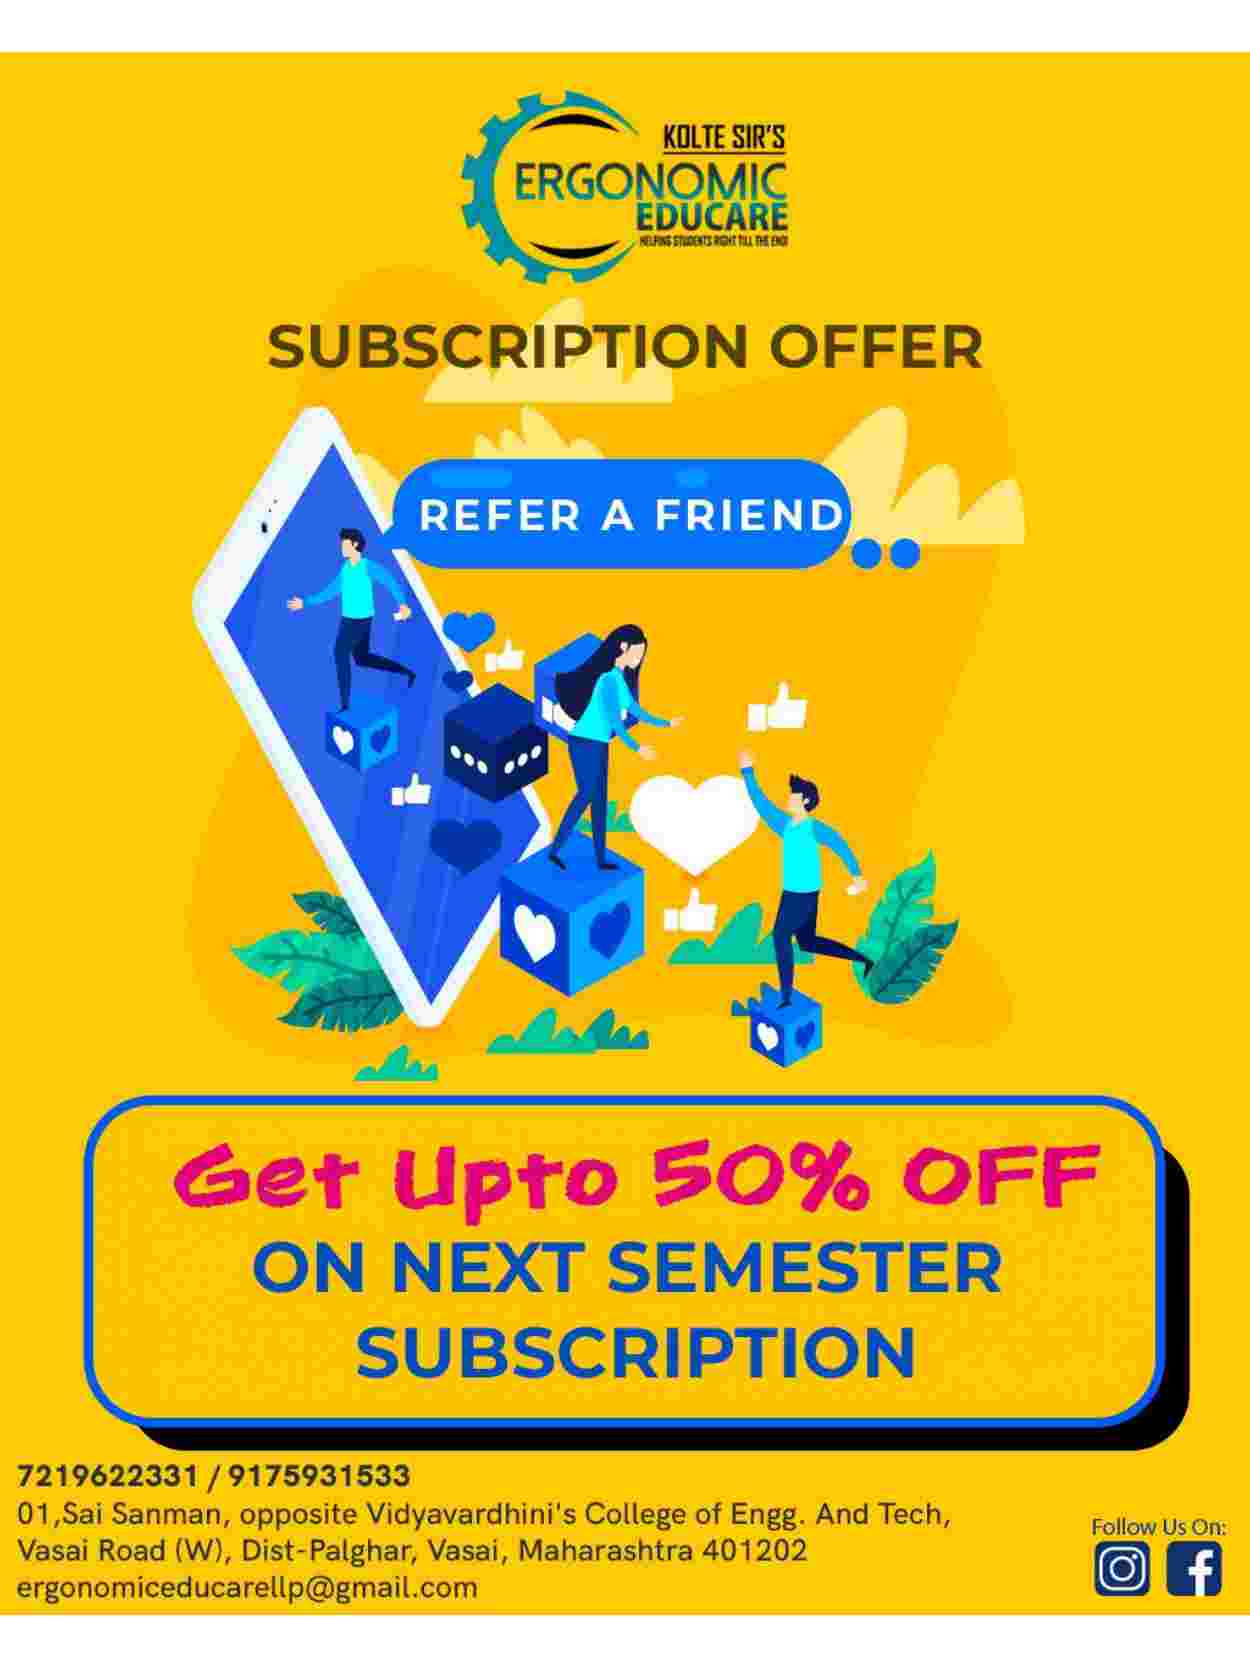 KOLTE SIR'S
ERGONOMIC
EDUCARE
HELPING STUDENTS RIGHT TILL THE END!
SUBSCRIPTION OFFER
REFER A FRIEND
Get Upto 50% OFF
ON NEXT SEMESTER
SUBSCRIPTION
7219622331 / 9175931533
01,Sai Sanman, opposite Vidyavardhini's College of Engg. And Tech,
Vasai Road (W), Dist-Palghar, Vasai, Maharashtra 401202
ergonomiceducarellp@gmail.com
Follow Us On: